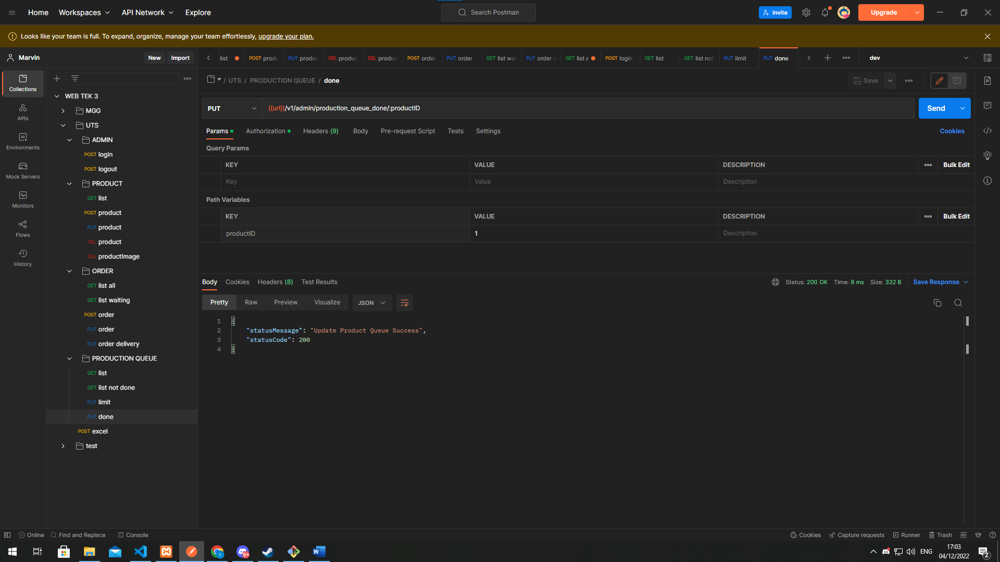 Home Workspaces API Network Explore Search Postman Invite Upgrade
Looks like your team is full. To expand, organize, manage your team effortlessly, upgrade your plan.
Marvin New Import
list POST produ PUT produc DEL produc DEL produc POST order PUT order GET list wai PUT order c GET list a POST login GET list GET list not PUT limit PUT done dev
/ UTS / PRODUCTION QUEUE / done Save
PUT {{url}}/v1/admin/production_queue_done/:productID Send
Params Authorization Headers (9) Body Pre-request Script Tests Settings Cookies
Query Params
KEY VALUE DESCRIPTION Bulk Edit
Key Value Description
Path Variables
KEY VALUE DESCRIPTION Bulk Edit
productID 1 Description
Body Cookies Headers (8) Test Results Status: 200 OK Time: 8 ms Size: 332 B Save Response
Pretty Raw Preview Visualize JSON
1 {
2 "statusMessage": "Update Product Queue Success",
3 "statusCode": 200
4 }
Collections
APIs
Environments
Mock Servers
Monitors
Flows
History
WEB TEK 3
MGG
UTS
ADMIN
POST login
POST logout
PRODUCT
GET list
POST product
PUT product
DEL product
DEL productImage
ORDER
GET list all
GET list waiting
POST order
PUT order
PUT order delivery
PRODUCTION QUEUE
GET list
GET list not done
PUT limit
PUT done
POST excel
test
Online Find and Replace Console Cookies Capture requests Runner Trash
9+ ENG 17:03
04/12/2022 2